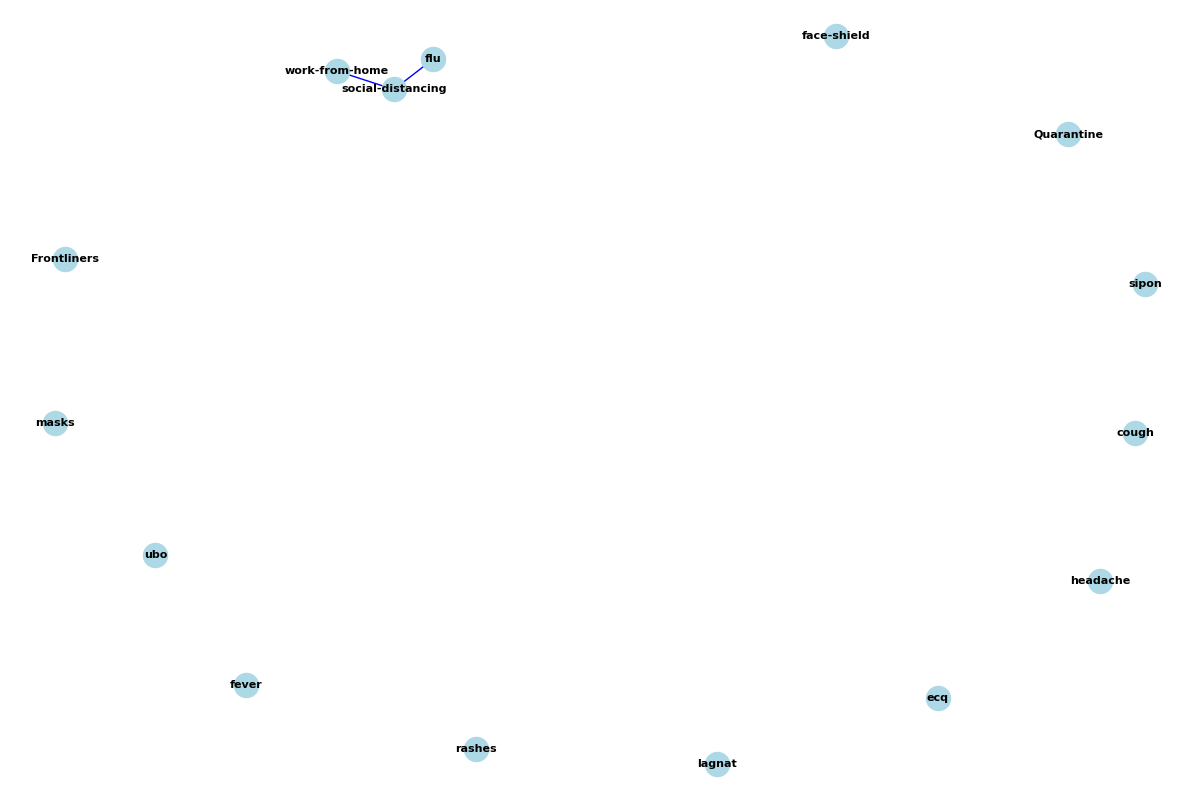 face-shield
flu
work-from-home
social-distancing
Quarantine
Frontliners
sipon
masks
cough
ubo
headache
fever
ecq
rashes
lagnat